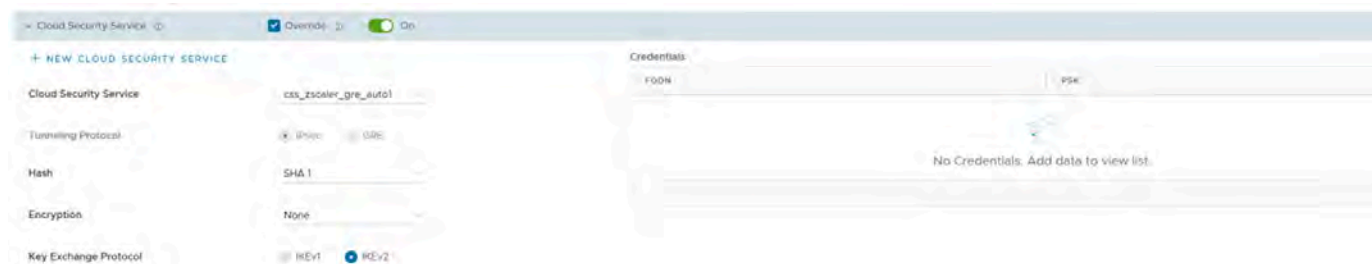 Cloud Security Service Override On
+ NEW CLOUD SECURITY SERVICE
Credentials
FQDN PSK
Cloud Security Service css_zscaler_gre_auto1
Tunneling Protocol IPsec GRE
No Credentials. Add data to view list.
Hash SHA 1
Encryption None
Key Exchange Protocol IKEv1 IKEv2